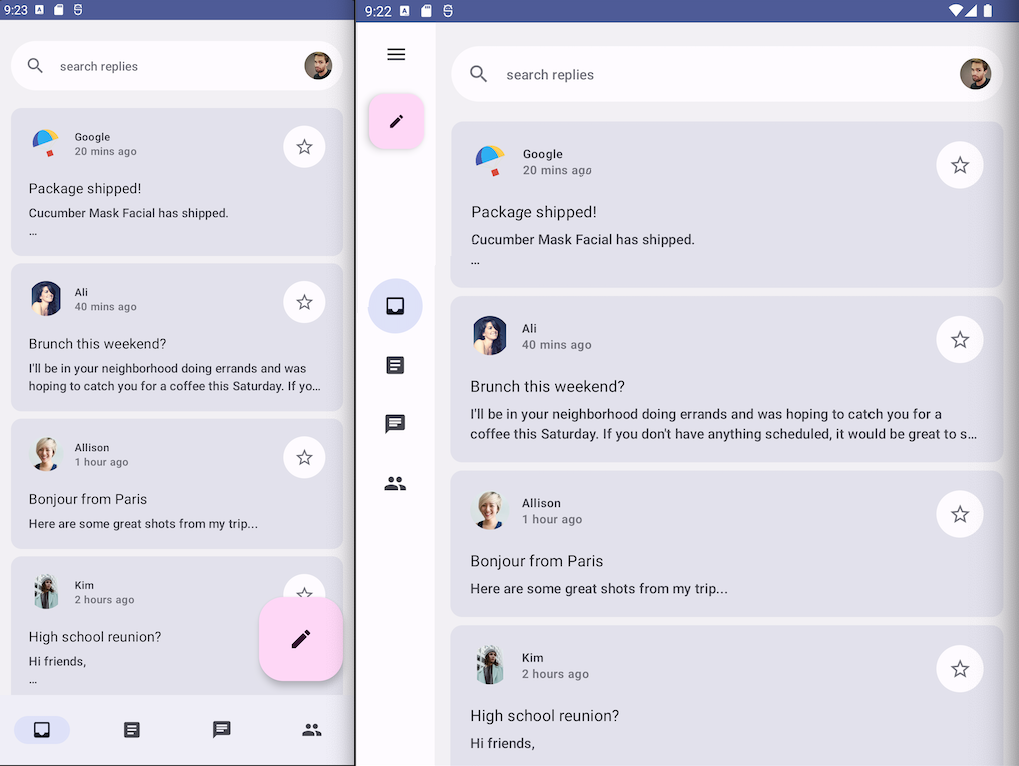 9:23
search replies
Google
20 mins ago
Package shipped!
Cucumber Mask Facial has shipped.
...
Ali
40 mins ago
Brunch this weekend?
I'll be in your neighborhood doing errands and was
hoping to catch you for a coffee this Saturday. If yo...
Allison
1 hour ago
Bonjour from Paris
Here are some great shots from my trip...
Kim
2 hours ago
High school reunion?
Hi friends,
...
9:22
search replies
Google
20 mins ago
Package shipped!
Cucumber Mask Facial has shipped.
...
Ali
40 mins ago
Brunch this weekend?
I'll be in your neighborhood doing errands and was hoping to catch you for a
coffee this Saturday. If you don't have anything scheduled, it would be great to s...
Allison
1 hour ago
Bonjour from Paris
Here are some great shots from my trip...
Kim
2 hours ago
High school reunion?
Hi friends,